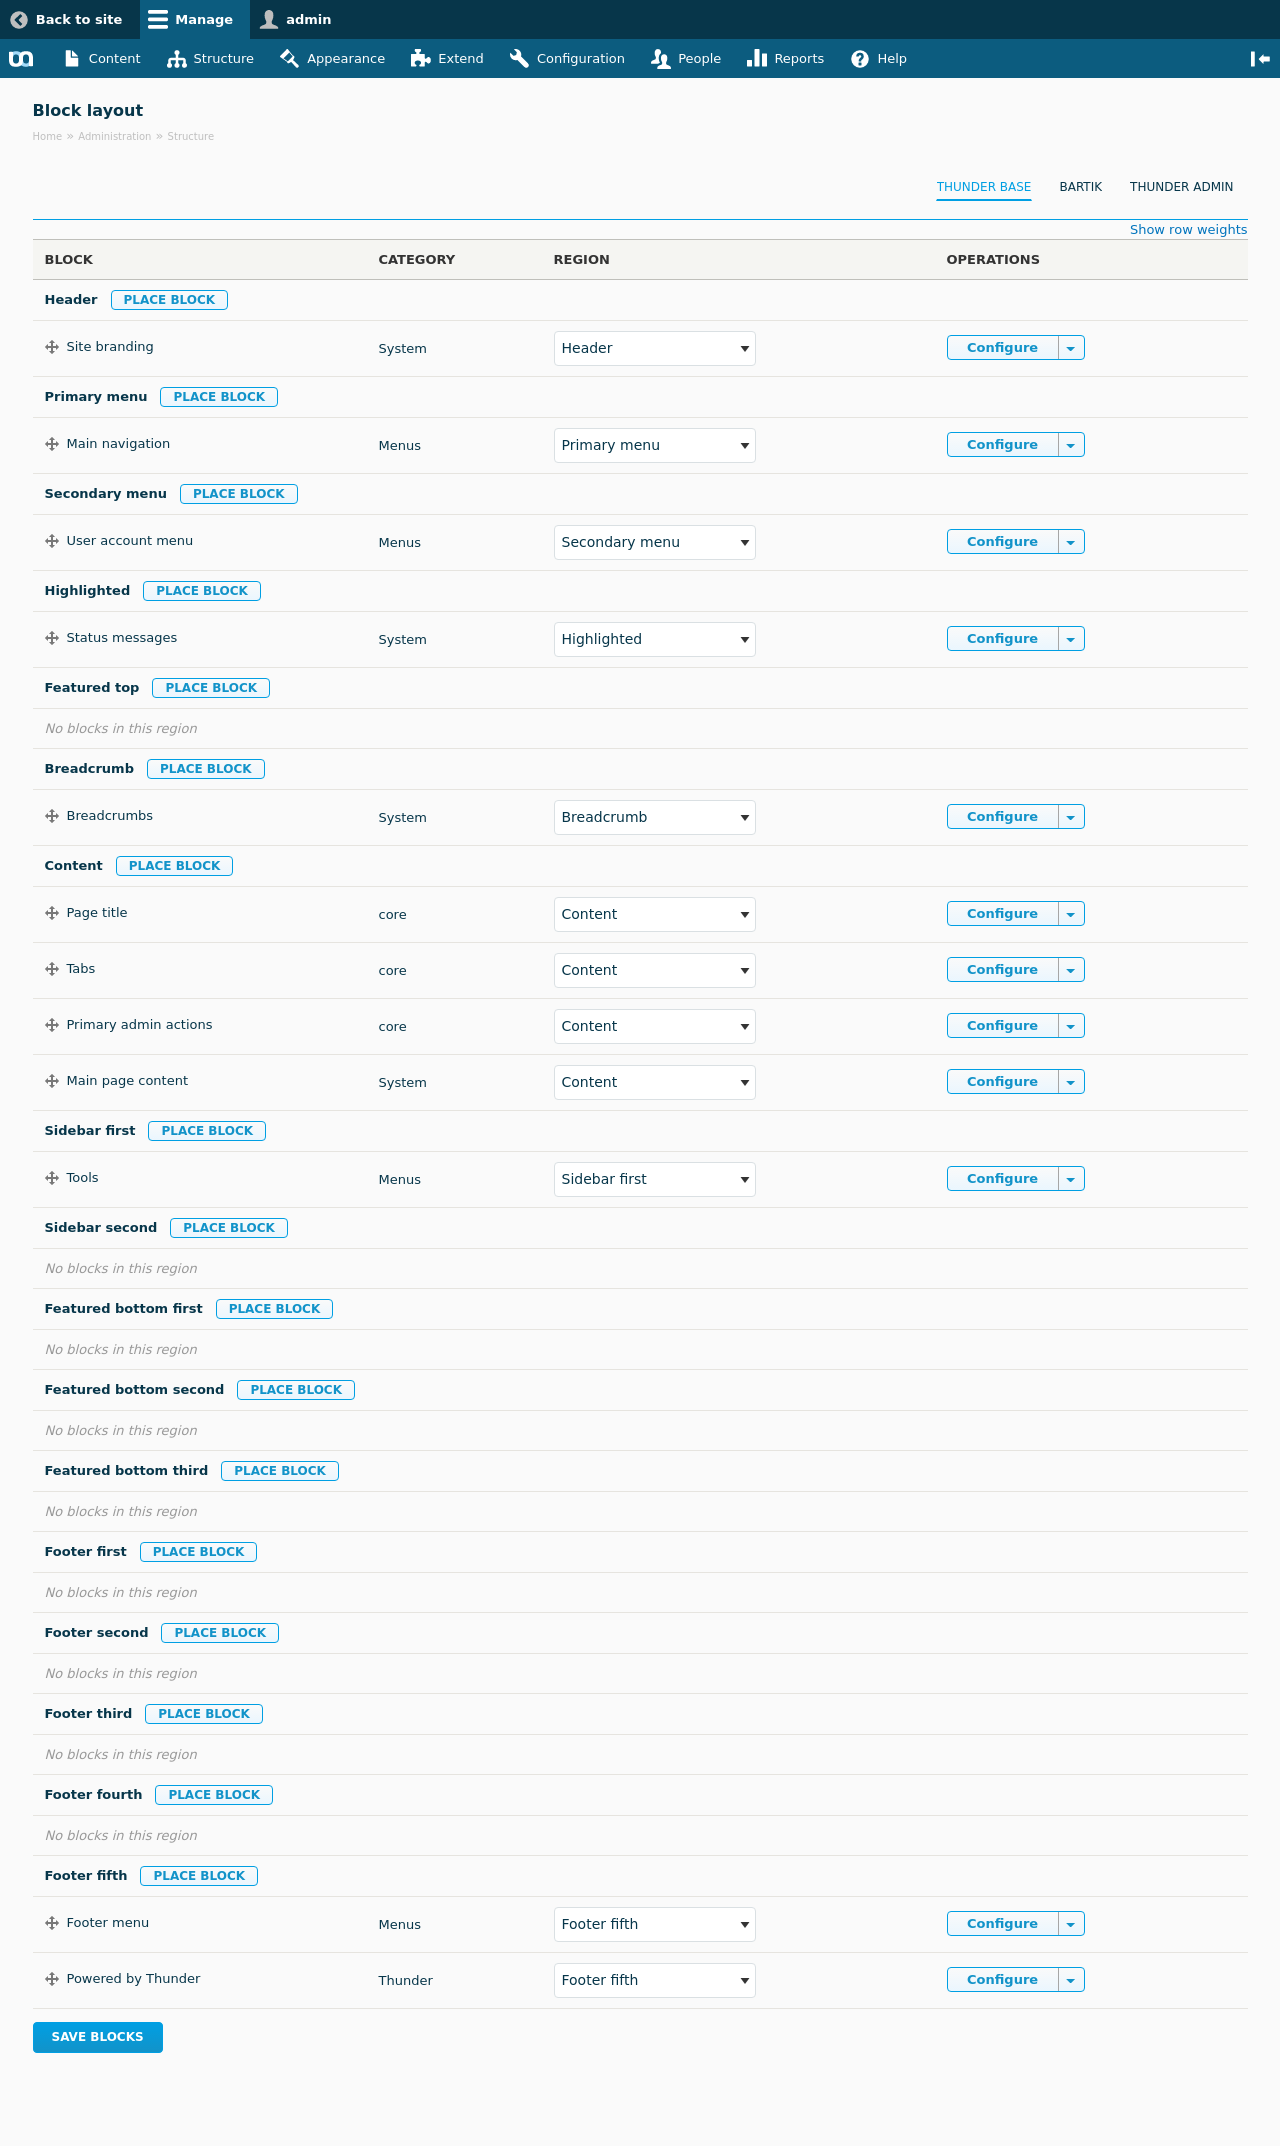 Back to site Manage admin
Content Structure Appearance Extend Configuration People Reports Help
Block layout
Home » Administration » Structure
THUNDER BASE BARTIK THUNDER ADMIN
Show row weights
BLOCK CATEGORY REGION OPERATIONS
Header PLACE BLOCK
Site branding System Header Configure
Primary menu PLACE BLOCK
Main navigation Menus Primary menu Configure
Secondary menu PLACE BLOCK
User account menu Menus Secondary menu Configure
Highlighted PLACE BLOCK
Status messages System Highlighted Configure
Featured top PLACE BLOCK
No blocks in this region
Breadcrumb PLACE BLOCK
Breadcrumbs System Breadcrumb Configure
Content PLACE BLOCK
Page title core Content Configure
Tabs core Content Configure
Primary admin actions core Content Configure
Main page content System Content Configure
Sidebar first PLACE BLOCK
Tools Menus Sidebar first Configure
Sidebar second PLACE BLOCK
No blocks in this region
Featured bottom first PLACE BLOCK
No blocks in this region
Featured bottom second PLACE BLOCK
No blocks in this region
Featured bottom third PLACE BLOCK
No blocks in this region
Footer first PLACE BLOCK
No blocks in this region
Footer second PLACE BLOCK
No blocks in this region
Footer third PLACE BLOCK
No blocks in this region
Footer fourth PLACE BLOCK
No blocks in this region
Footer fifth PLACE BLOCK
Footer menu Menus Footer fifth Configure
Powered by Thunder Thunder Footer fifth Configure
SAVE BLOCKS